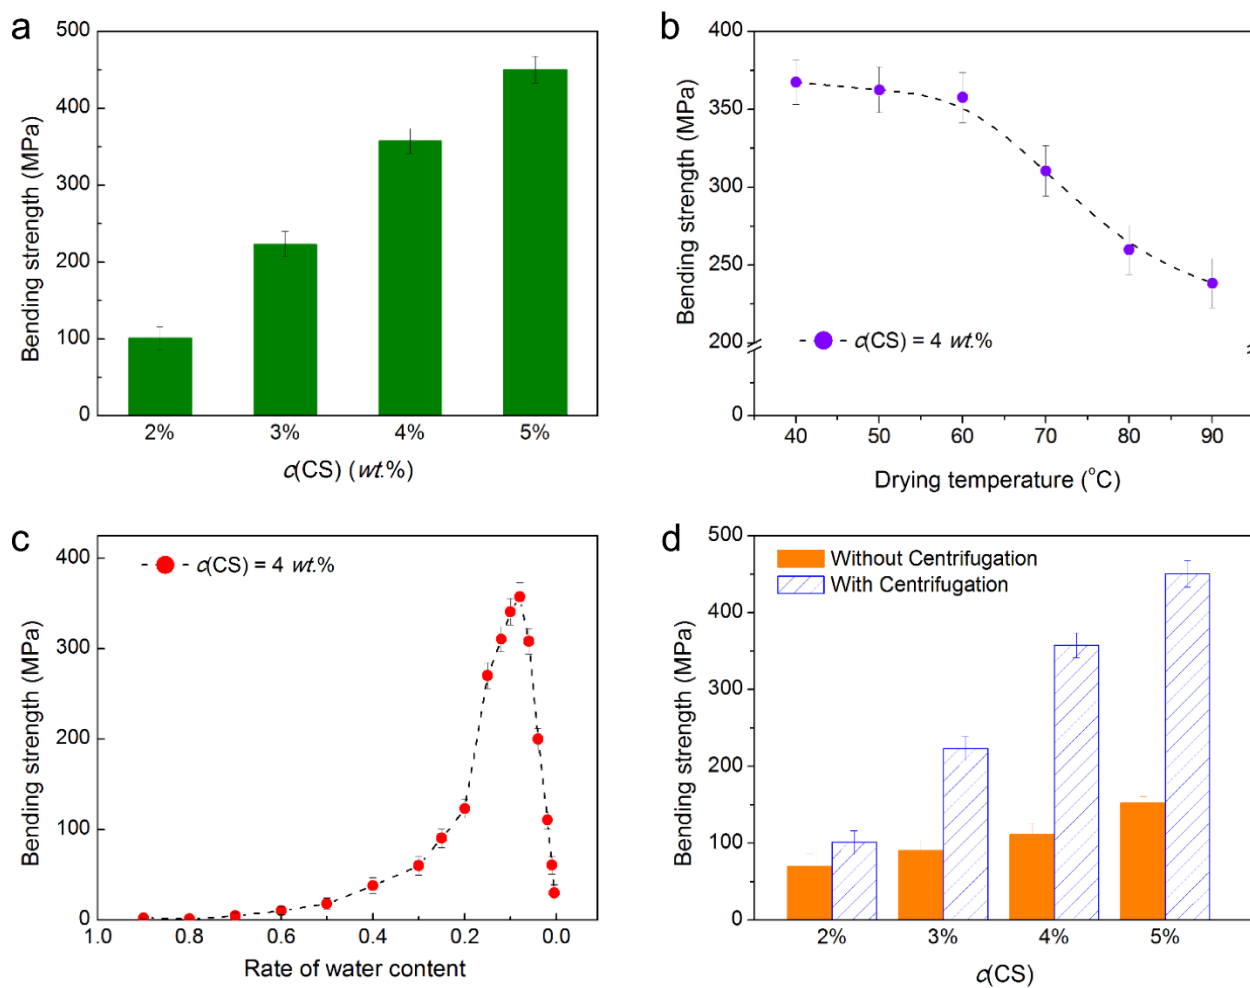 a
500
400
300
200
100
0
Bending strength (MPa)
2% 3% 4% 5%
c(CS) (wt.%)
b
400
350
300
250
200
0
Bending strength (MPa)
c(CS) = 4 wt.%
40 50 60 70 80 90
Drying temperature (°C)
c
400
300
200
100
0
Bending strength (MPa)
c(CS) = 4 wt.%
1.0 0.8 0.6 0.4 0.2 0.0
Rate of water content
d
500
400
300
200
100
0
Bending strength (MPa)
Without Centrifugation
With Centrifugation
2% 3% 4% 5%
c(CS)